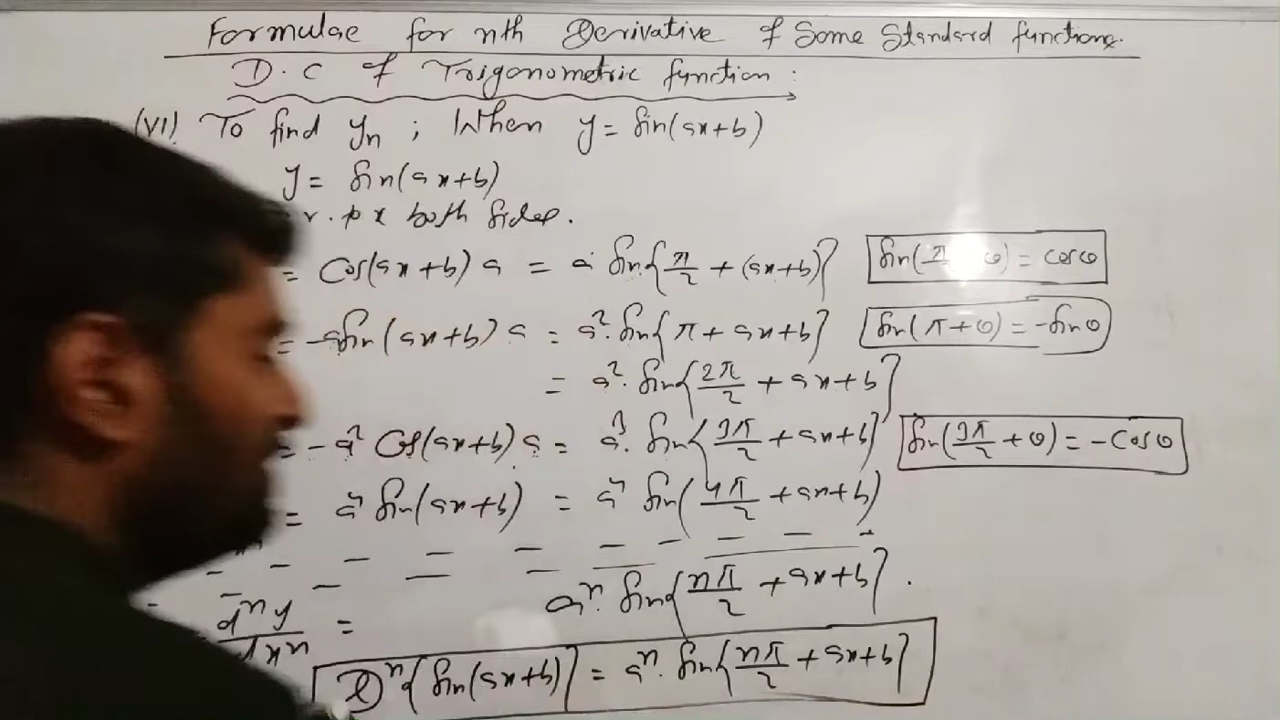 Formulae for nth Derivative of Some Standard functions.
D.C of Trigonometric function :
(VI) To find yₙ ; When y = Sin(ax+b)
y = Sin(ax+b)
r. t x both sides.
= Cos(ax+b) a = a Sin{π/2 + (ax+b)} Sin(π/2 θ) = Cosθ
= -aSin(ax+b) a = a². Sin{π + ax+b} Sin(π+θ) = -Sinθ
= a². Sin{2π/2 + ax+b}
= -a² Cos(ax+b) a = a³. Sin{3π/2 + ax+b} Sin(3π/2 + θ) = -Cosθ
= a⁴ Sin(ax+b) = a⁴ Sin(4π/2 + ax+b)
dⁿy/dxⁿ = aⁿ. Sin{nπ/2 + ax+b}.
Dⁿ{Sin(ax+b)} = aⁿ. Sin{nπ/2 + ax+b}